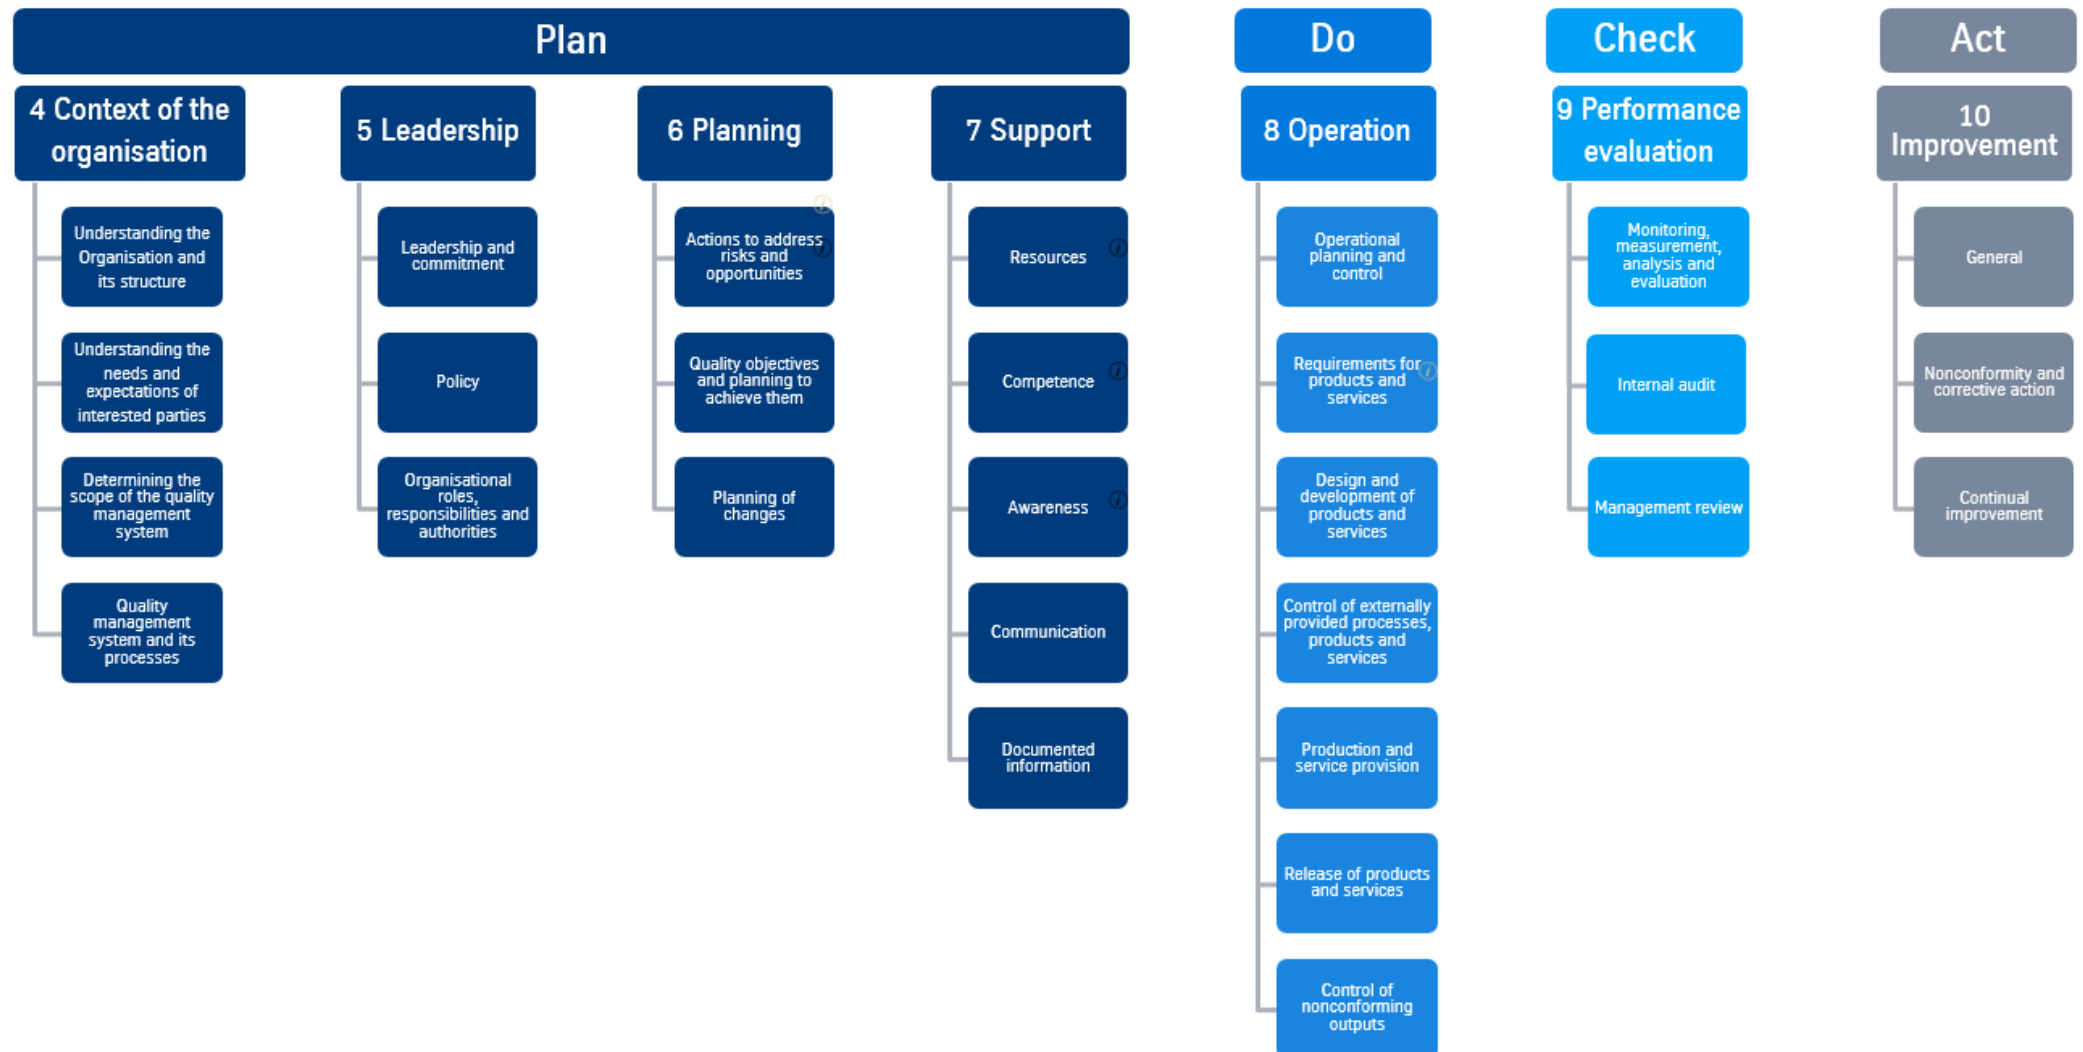 Plan
Do
Check
Act
4 Context of the
organisation
5 Leadership
6 Planning
7 Support
8 Operation
9 Performance
evaluation
10
Improvement
Understanding the
Organisation and
its structure
Understanding the
needs and
expectations of
interested parties
Determining the
scope of the quality
management
system
Quality
management
system and its
processes
Leadership and
commitment
Policy
Organisational
roles,
responsibilities and
authorities
Actions to address
risks and
opportunities
Quality objectives
and planning to
achieve them
Planning of
changes
Resources
Competence
Awareness
Communication
Documented
information
Operational
planning and
control
Requirements for
products and
services
Design and
development of
products and
services
Control of externally
provided processes,
products and
services
Production and
service provision
Release of products
and services
Control of
nonconforming
outputs
Monitoring,
measurement,
analysis and
evaluation
Internal audit
Management review
General
Nonconformity and
corrective action
Continual
improvement